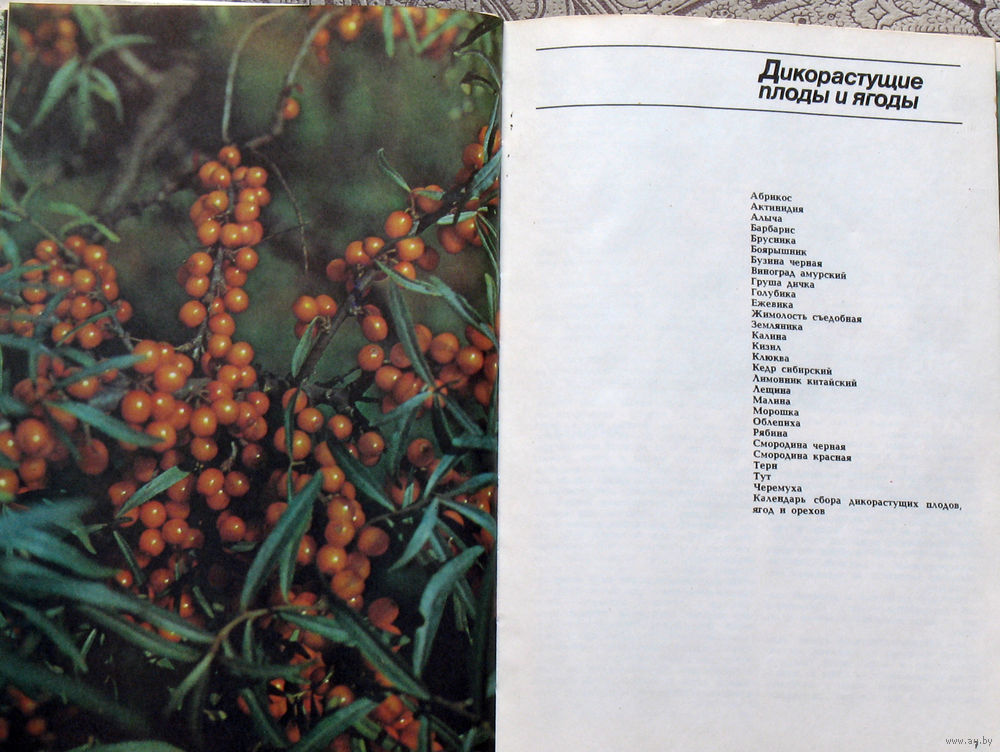 Дикорастущие
плоды и ягоды
Абрикос
Актинидия
Алыча
Барбарис
Брусника
Боярышник
Бузина черная
Виноград амурский
Груша дичка
Голубика
Ежевика
Жимолость съедобная
Земляника
Калина
Кизил
Клюква
Кедр сибирский
Лимонник китайский
Лещина
Малина
Морошка
Облепиха
Рябина
Смородина черная
Смородина красная
Терн
Тут
Черемуха
Календарь сбора дикорастущих плодов,
ягод и орехов
www.ay.by